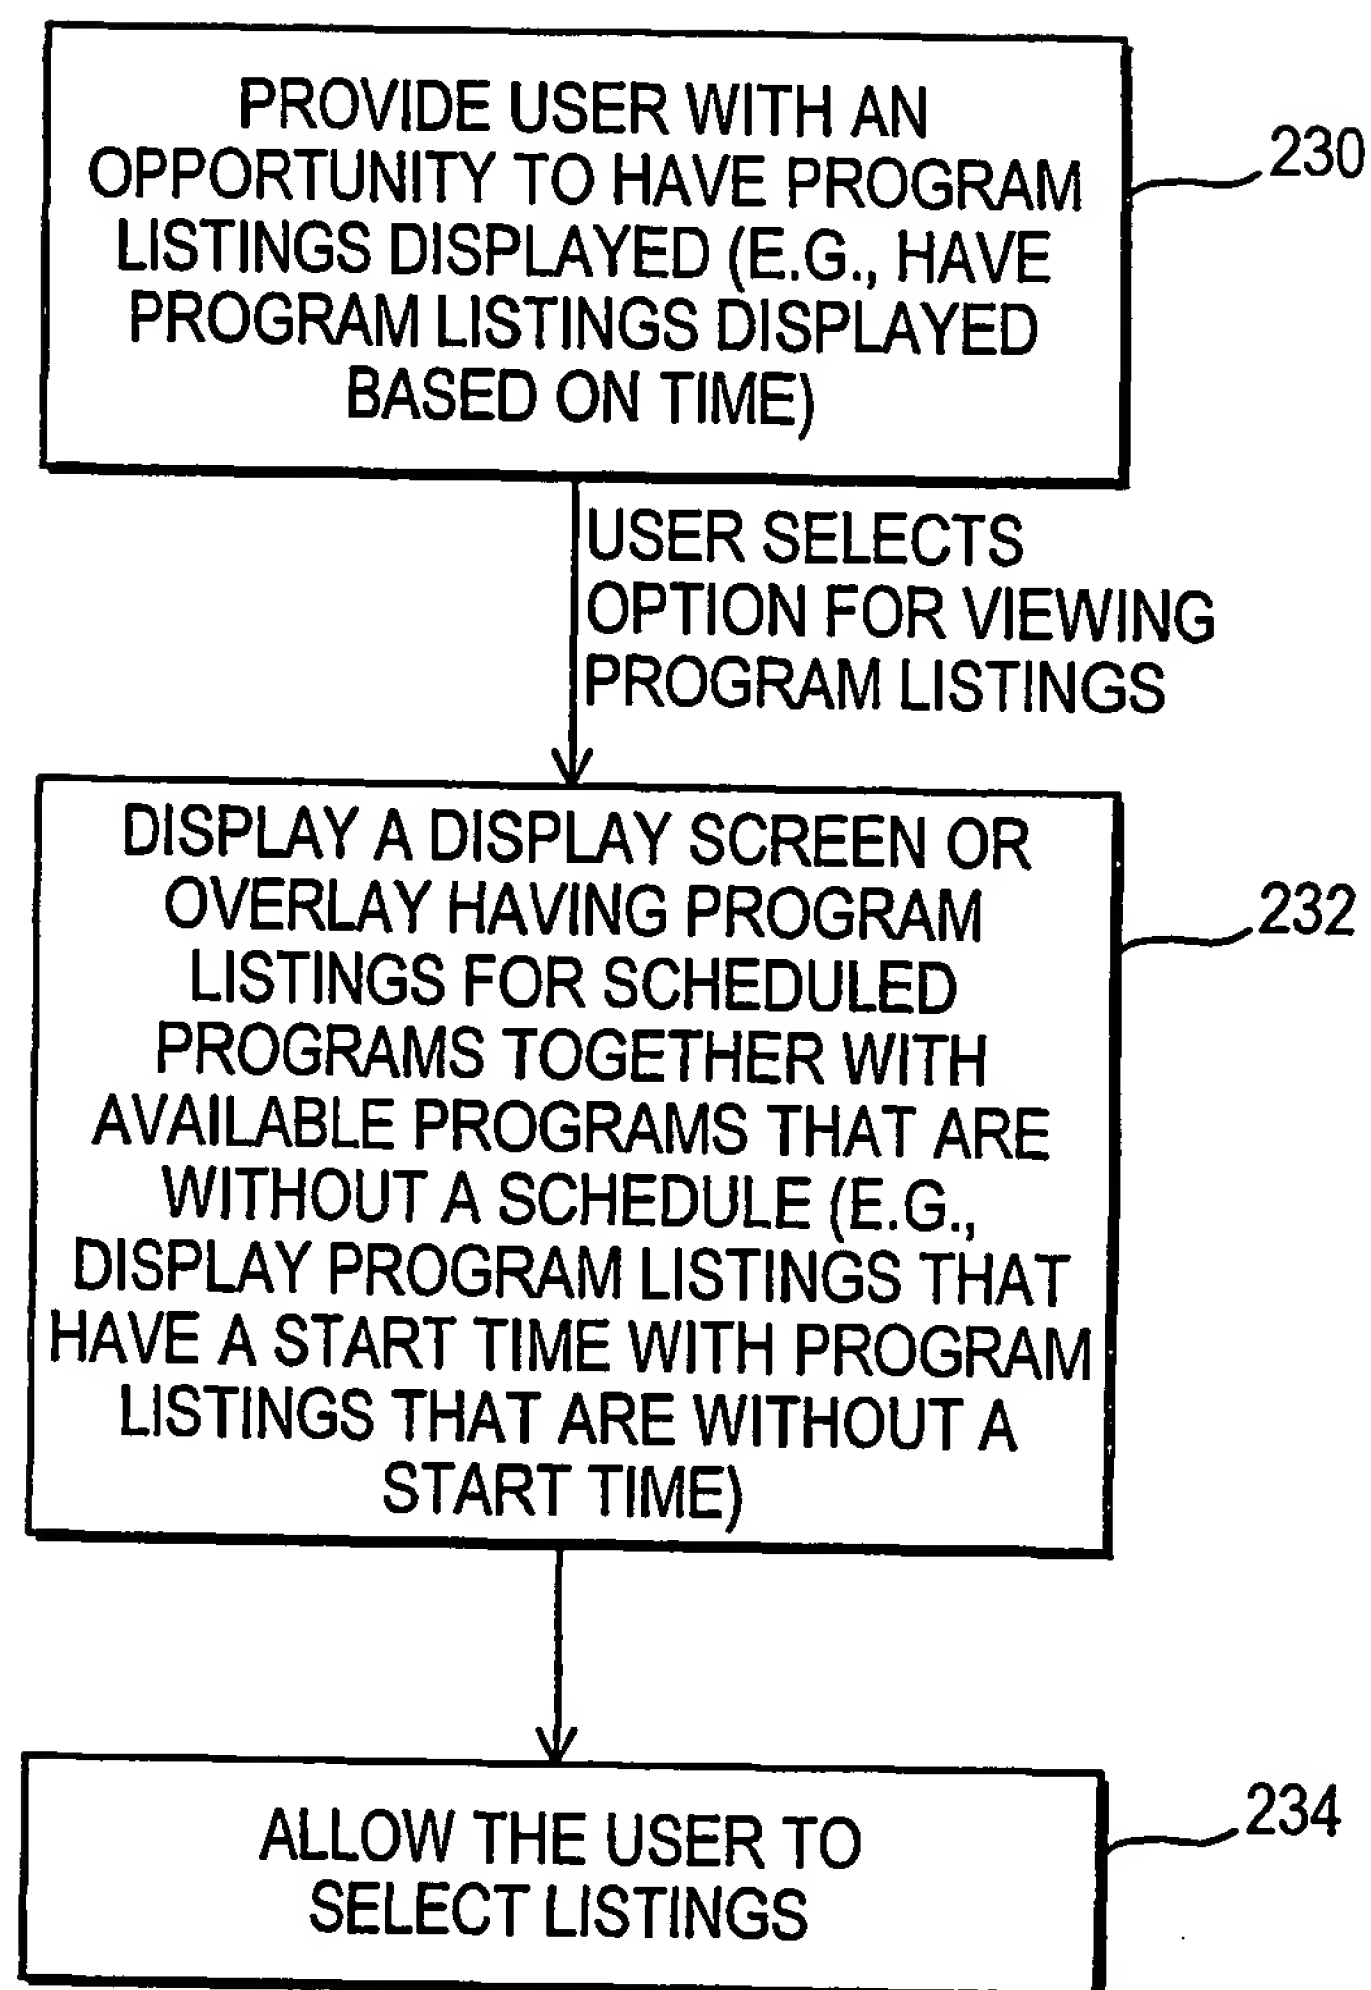 PROVIDE USER WITH AN
OPPORTUNITY TO HAVE PROGRAM
LISTINGS DISPLAYED (E.G., HAVE
PROGRAM LISTINGS DISPLAYED
BASED ON TIME)
230
USER SELECTS
OPTION FOR VIEWING
PROGRAM LISTINGS
DISPLAY A DISPLAY SCREEN OR
OVERLAY HAVING PROGRAM
LISTINGS FOR SCHEDULED
PROGRAMS TOGETHER WITH
AVAILABLE PROGRAMS THAT ARE
WITHOUT A SCHEDULE (E.G.,
DISPLAY PROGRAM LISTINGS THAT
HAVE A START TIME WITH PROGRAM
LISTINGS THAT ARE WITHOUT A
START TIME)
232
ALLOW THE USER TO
SELECT LISTINGS
234